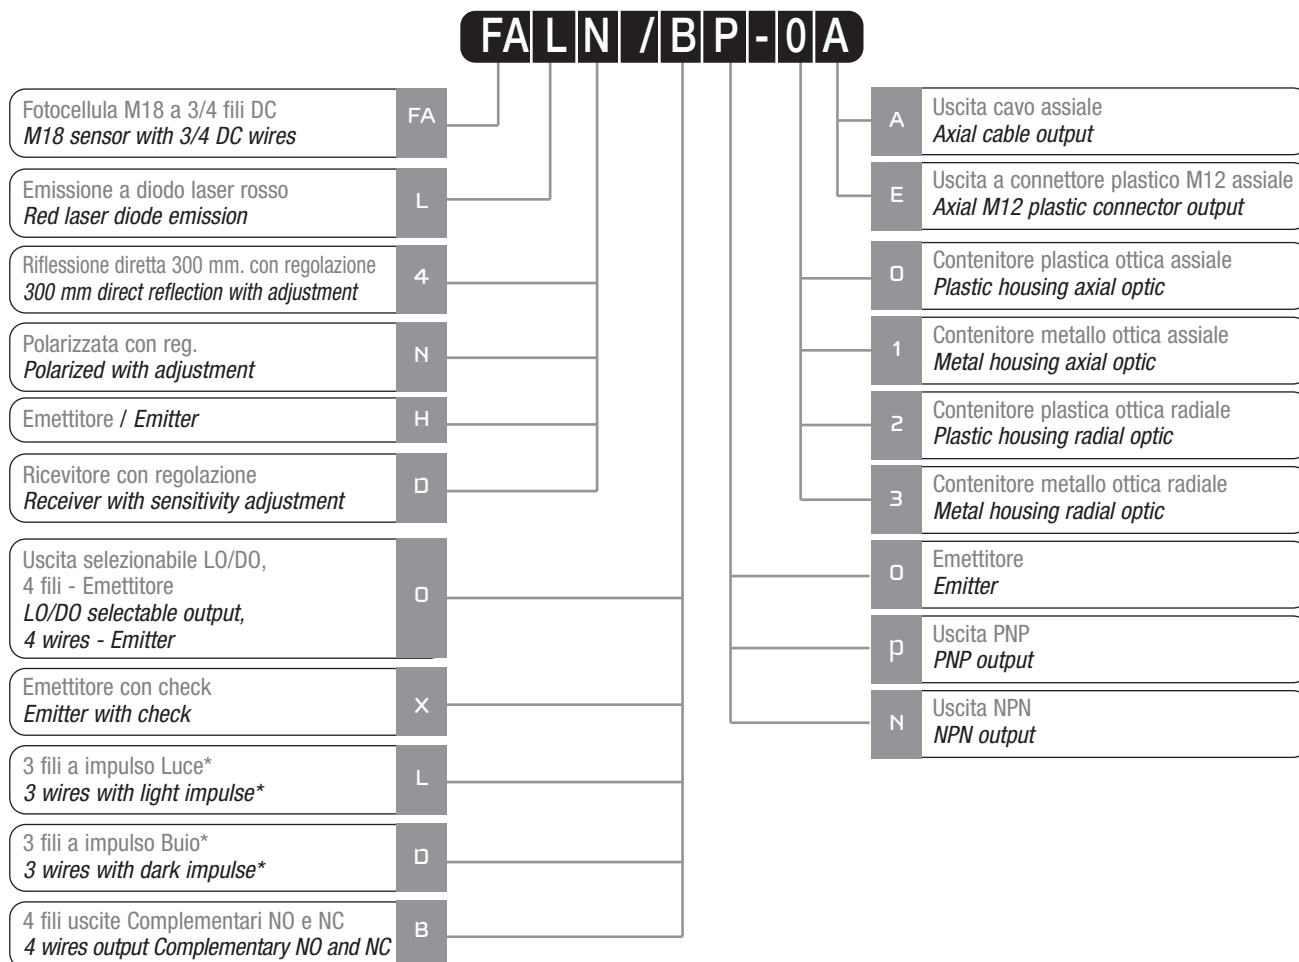 FALN/BP-0A
Fotocellula M18 a 3/4 fili DC
M18 sensor with 3/4 DC wires
FA
Emissione a diodo laser rosso
Red laser diode emission
L
Riflessione diretta 300 mm. con regolazione
300 mm direct reflection with adjustment
4
Polarizzata con reg.
Polarized with adjustment
N
Emettitore / Emitter
H
Ricevitore con regolazione
Receiver with sensitivity adjustment
D
Uscita selezionabile LO/DO,
4 fili - Emettitore
LO/DO selectable output,
4 wires - Emitter
0
Emettitore con check
Emitter with check
X
3 fili a impulso Luce*
3 wires with light impulse*
L
3 fili a impulso Buio*
3 wires with dark impulse*
D
4 fili uscite Complementari NO e NC
4 wires output Complementary NO and NC
B
A
Uscita cavo assiale
Axial cable output
E
Uscita a connettore plastico M12 assiale
Axial M12 plastic connector output
0
Contenitore plastica ottica assiale
Plastic housing axial optic
1
Contenitore metallo ottica assiale
Metal housing axial optic
2
Contenitore plastica ottica radiale
Plastic housing radial optic
3
Contenitore metallo ottica radiale
Metal housing radial optic
0
Emettitore
Emitter
P
Uscita PNP
PNP output
N
Uscita NPN
NPN output